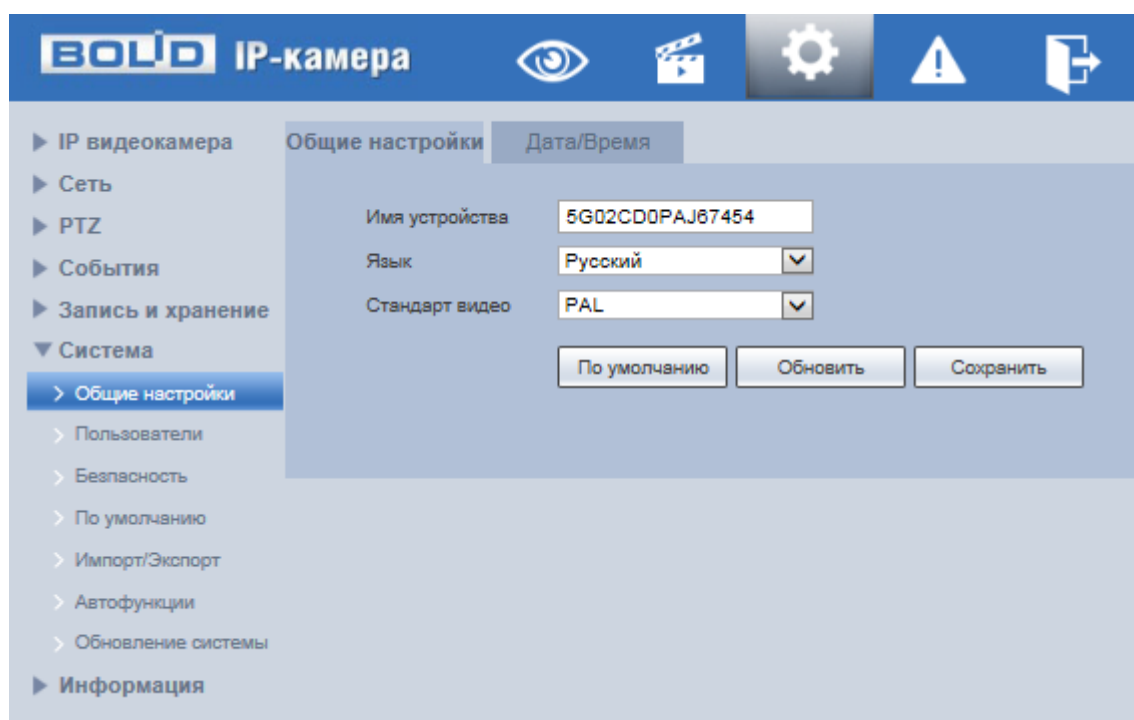 BOLID IP-камера
IP видеокамера
Сеть
PTZ
События
Запись и хранение
Система
Общие настройки
Пользователи
Безпасность
По умолчанию
Импорт/Экспорт
Автофункции
Обновление системы
Информация
Общие настройки Дата/Время
Имя устройства 5G02CD0PAJ67454
Язык Русский
Стандарт видео PAL
По умолчанию Обновить Сохранить